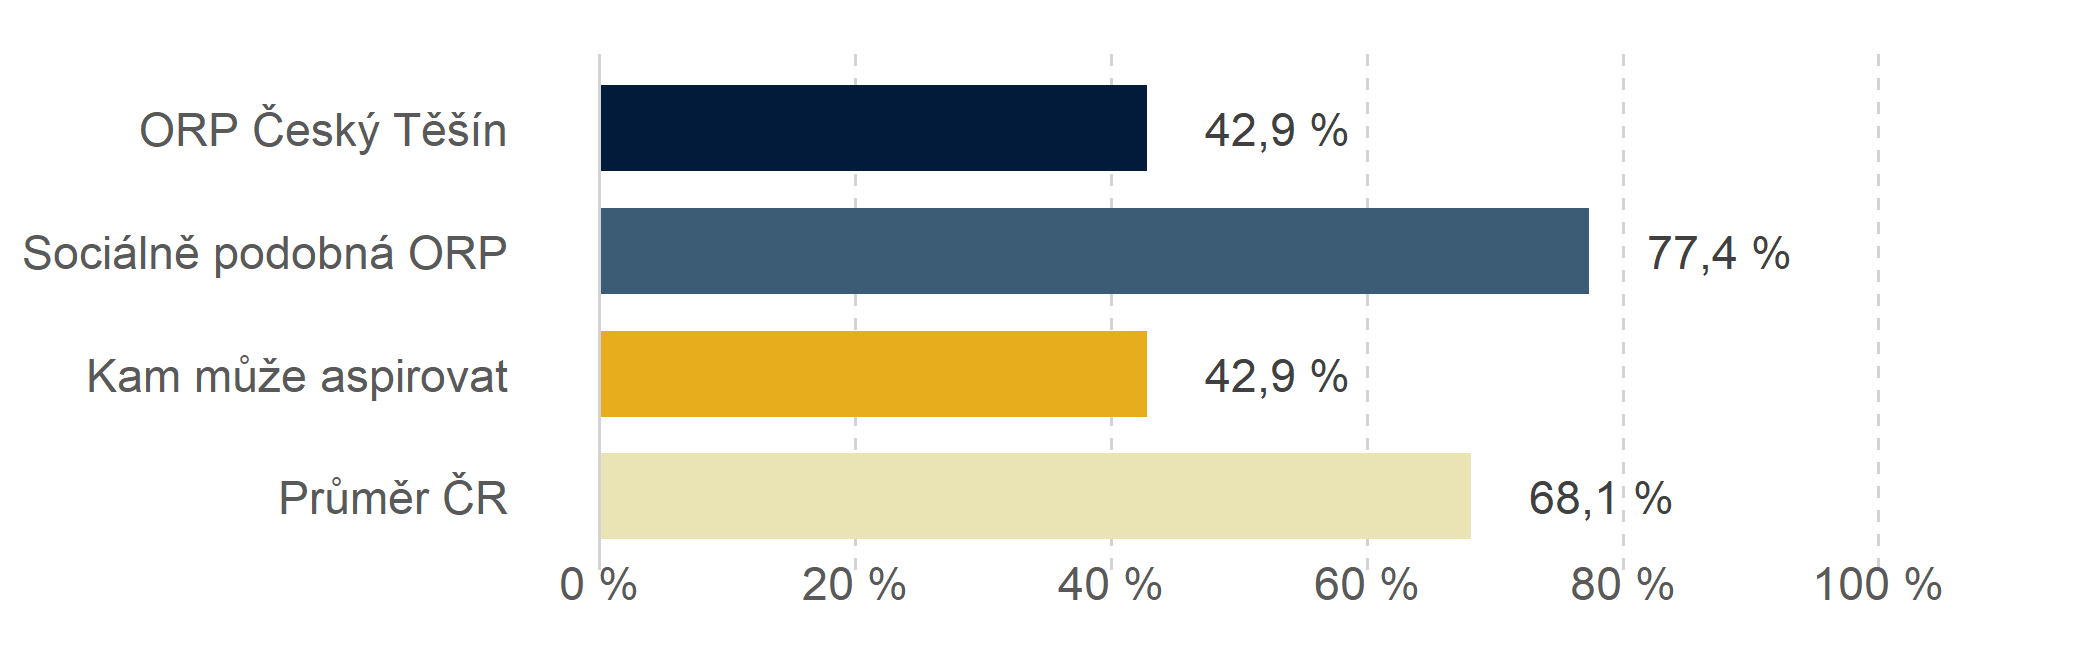 ORP Český Těšín 42,9 %
Sociálně podobná ORP 77,4 %
Kam může aspirovat 42,9 %
Průměr ČR 68,1 %
0 % 20 % 40 % 60 % 80 % 100 %